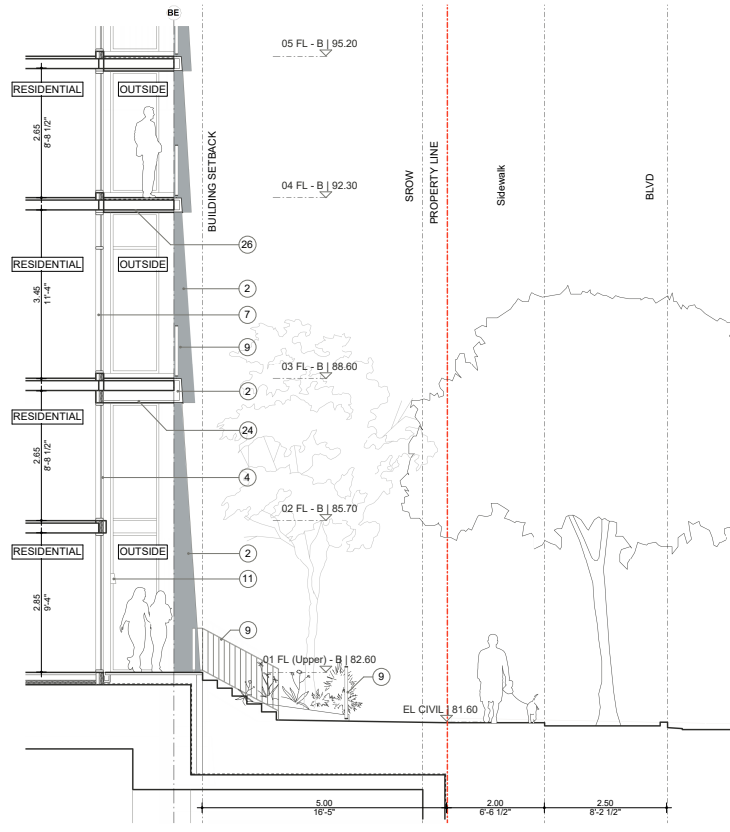 BE
05 FL - B | 95.20
RESIDENTIAL
OUTSIDE
2.65
8'-8 1/2"
BUILDING SETBACK
SROW
PROPERTY LINE
Sidewalk
BLVD
04 FL - B | 92.30
26
RESIDENTIAL
OUTSIDE
2
3.45
11'-4"
7
9
03 FL - B | 88.60
2
RESIDENTIAL
24
2.65
8'-8 1/2"
4
02 FL - B | 85.70
RESIDENTIAL
OUTSIDE
2
11
2.85
9'-4"
9
01 FL (Upper) - B | 82.60
9
EL CIVIL | 81.60
5.00
16'-5"
2.00
6'-6 1/2"
2.50
8'-2 1/2"